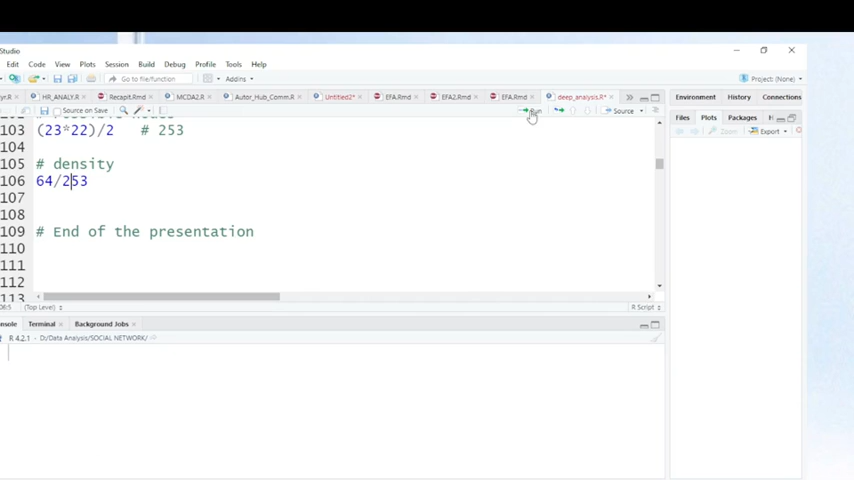 Studio
Code View Plots Session Build Debug Profile Tools Help
Go to file/function Addins Project: (None)
yr.R HR_ANALY.R Recapit.Rmd MCDA2.R Autor_Hub_Comm.R Untitled2* EFA.Rmd EFA2.Rmd EFA.Rmd deep_analysis.R*
Environment History Connections
Source on Save Run Source
Files Plots Packages H
Zoom Export
103 (23*22)/2 # 253
104
105 # density
106 64/253
107
108
109 # End of the presentation
110
111
112
113
06:5 (Top Level) R Script
onsole Terminal Background Jobs
R 4.2.1 · D:/Data Analysis/SOCIAL NETWORK/